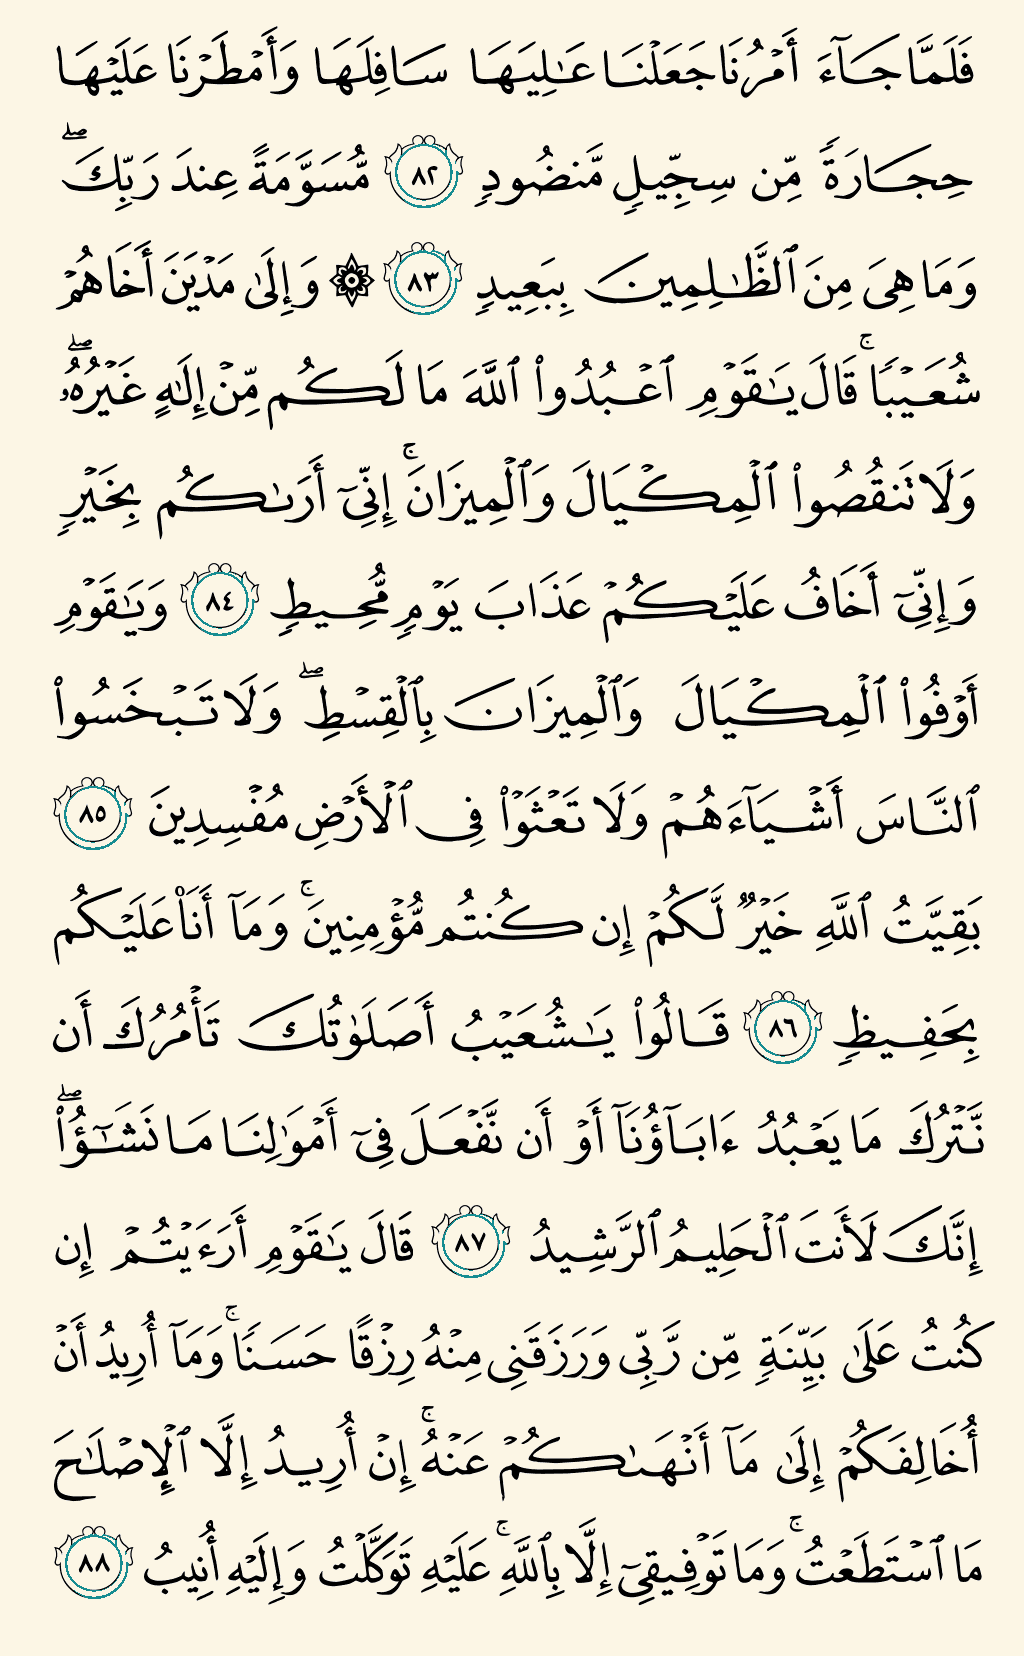 فَلَمَّا جَآءَ أَمۡرُنَا جَعَلۡنَا عَٰلِيَهَا سَافِلَهَا وَأَمۡطَرۡنَا عَلَيۡهَا
حِجَارَةٗ مِّن سِجِّيلٖ مَّنضُودٖ ٨٢ مُّسَوَّمَةً عِندَ رَبِّكَۖ
وَمَا هِيَ مِنَ ٱلظَّٰلِمِينَ بِبَعِيدٖ ٨٣ ۞ وَإِلَىٰ مَدۡيَنَ أَخَاهُمۡ
شُعَيۡبٗاۚ قَالَ يَٰقَوۡمِ ٱعۡبُدُواْ ٱللَّهَ مَا لَكُم مِّنۡ إِلَٰهٍ غَيۡرُهُۥۖ
وَلَا تَنقُصُواْ ٱلۡمِكۡيَالَ وَٱلۡمِيزَانَۚ إِنِّيٓ أَرَىٰكُم بِخَيۡرٖ
وَإِنِّيٓ أَخَافُ عَلَيۡكُمۡ عَذَابَ يَوۡمٖ مُّحِيطٖ ٨٤ وَيَٰقَوۡمِ
أَوۡفُواْ ٱلۡمِكۡيَالَ وَٱلۡمِيزَانَ بِٱلۡقِسۡطِۖ وَلَا تَبۡخَسُواْ
ٱلنَّاسَ أَشۡيَآءَهُمۡ وَلَا تَعۡثَوۡاْ فِي ٱلۡأَرۡضِ مُفۡسِدِينَ ٨٥
بَقِيَّتُ ٱللَّهِ خَيۡرٞ لَّكُمۡ إِن كُنتُم مُّؤۡمِنِينَۚ وَمَآ أَنَا۠ عَلَيۡكُم
بِحَفِيظٖ ٨٦ قَالُواْ يَٰشُعَيۡبُ أَصَلَوٰتُكَ تَأۡمُرُكَ أَن
نَّتۡرُكَ مَا يَعۡبُدُ ءَابَآؤُنَآ أَوۡ أَن نَّفۡعَلَ فِيٓ أَمۡوَٰلِنَا مَا نَشَٰٓؤُاْۖ
إِنَّكَ لَأَنتَ ٱلۡحَلِيمُ ٱلرَّشِيدُ ٨٧ قَالَ يَٰقَوۡمِ أَرَءَيۡتُمۡ إِن
كُنتُ عَلَىٰ بَيِّنَةٖ مِّن رَّبِّي وَرَزَقَنِي مِنۡهُ رِزۡقًا حَسَنٗاۚ وَمَآ أُرِيدُ أَنۡ
أُخَالِفَكُمۡ إِلَىٰ مَآ أَنۡهَىٰكُمۡ عَنۡهُۚ إِنۡ أُرِيدُ إِلَّا ٱلۡإِصۡلَٰحَ
مَا ٱسۡتَطَعۡتُۚ وَمَا تَوۡفِيقِيٓ إِلَّا بِٱللَّهِۚ عَلَيۡهِ تَوَكَّلۡتُ وَإِلَيۡهِ أُنِيبُ ٨٨